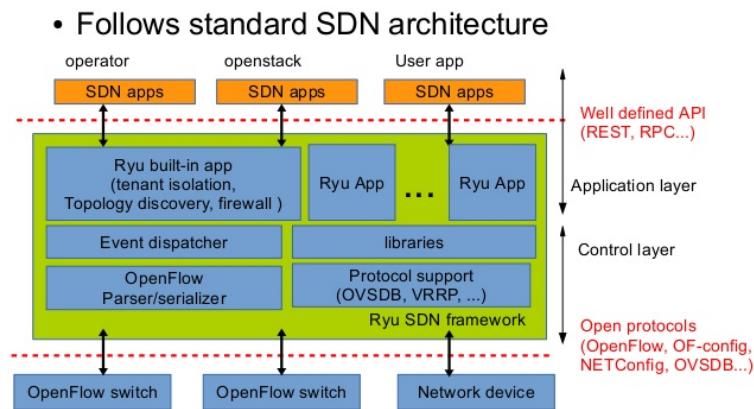 • Follows standard SDN architecture
operator
openstack
User app
SDN apps
SDN apps
SDN apps
Well defined API
(REST, RPC...)
Ryu built-in app
(tenant isolation,
Topology discovery, firewall )
Ryu App
...
Ryu App
Application layer
Event dispatcher
libraries
Control layer
OpenFlow
Parser/serializer
Protocol support
(OVSDB, VRRP, ...)
Ryu SDN framework
Open protocols
(OpenFlow, OF-config,
NETConfig, OVSDB...)
OpenFlow switch
OpenFlow switch
Network device